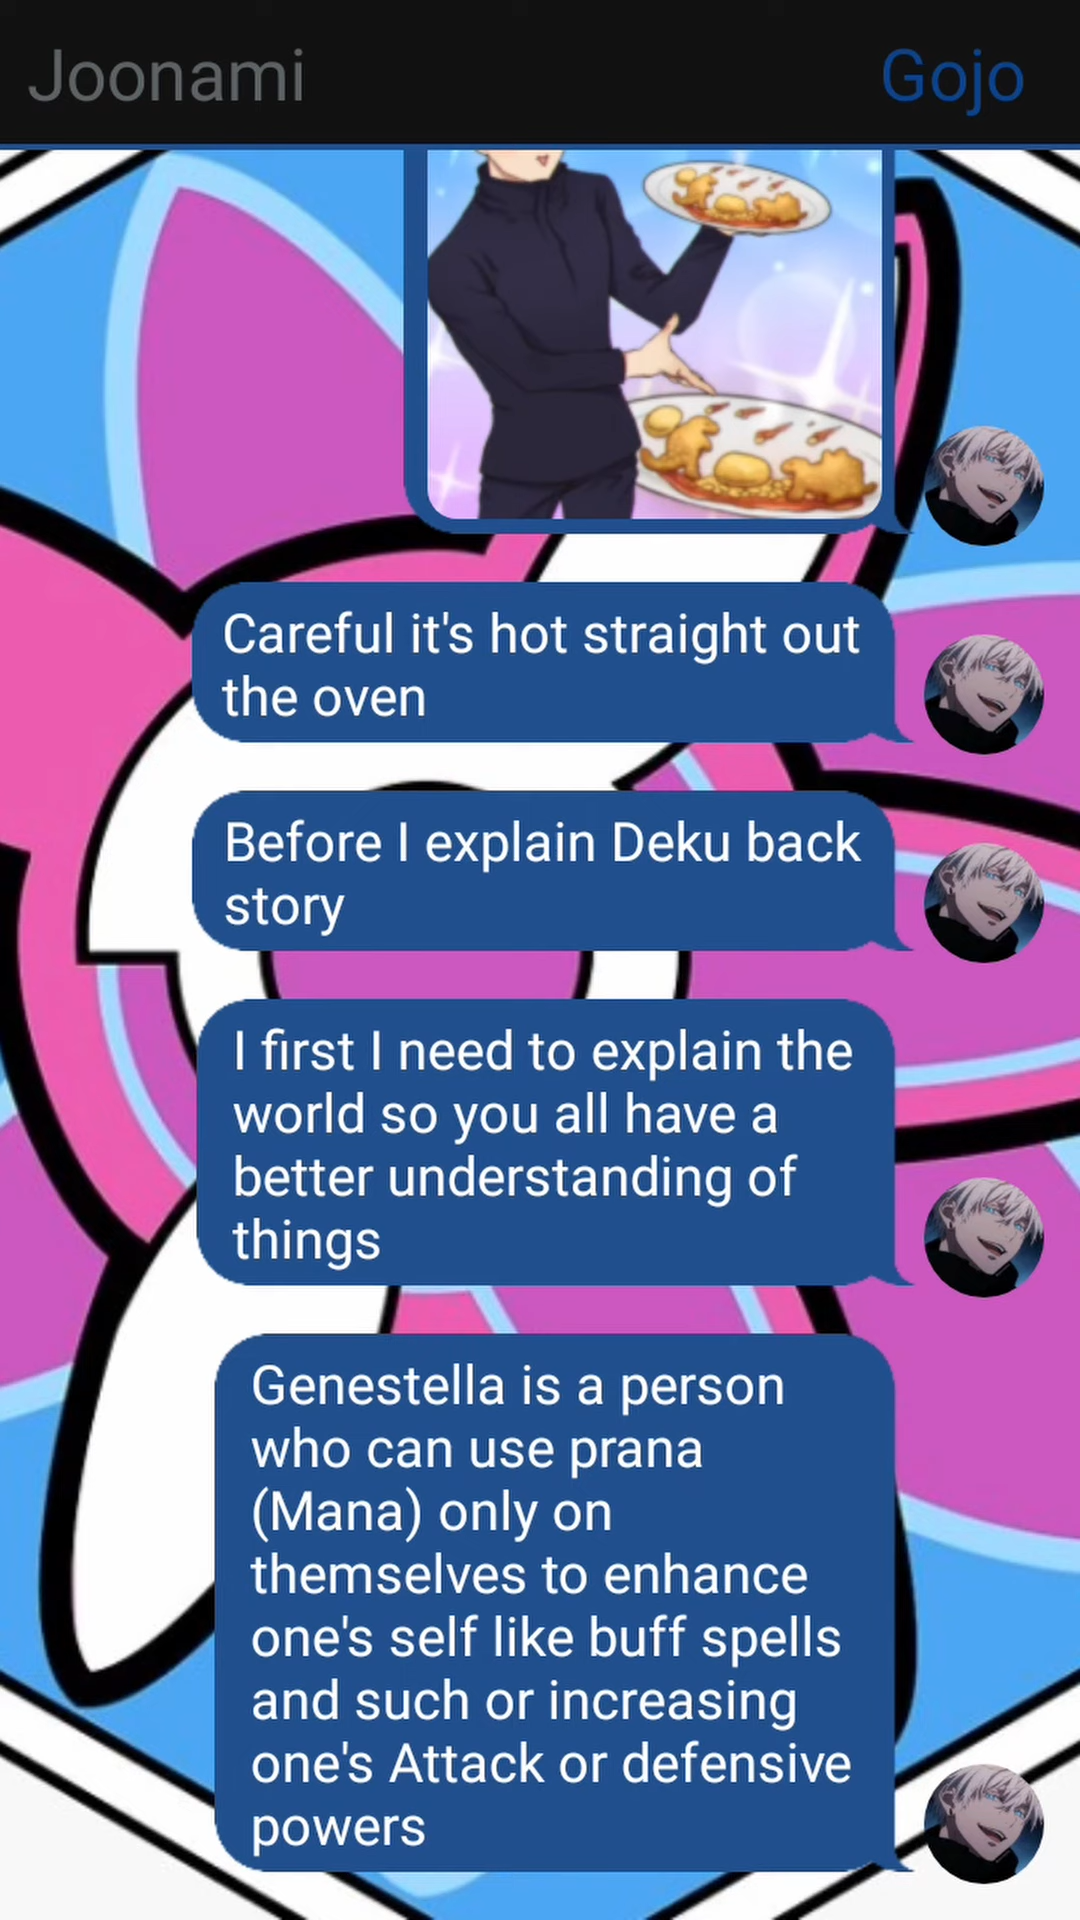 Joonami
Gojo
Careful it's hot straight out
the oven
Before I explain Deku back
story
I first I need to explain the
world so you all have a
better understanding of
things
Genestella is a person
who can use prana
(Mana) only on
themselves to enhance
one's self like buff spells
and such or increasing
one's Attack or defensive
powers